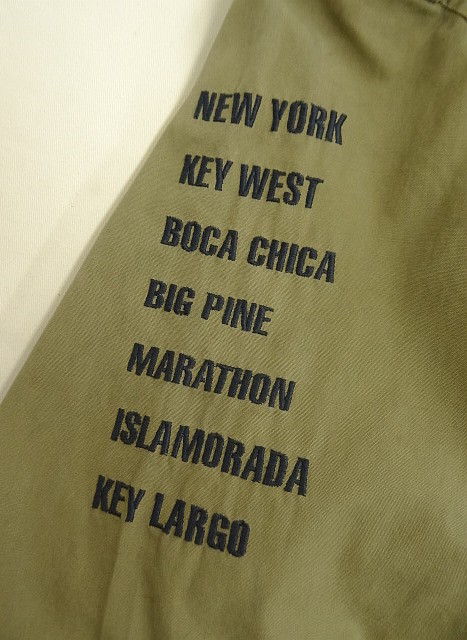 NEW YORK
KEY WEST
BOCA CHICA
BIG PINE
MARATHON
ISLAMORADA
KEY LARGO